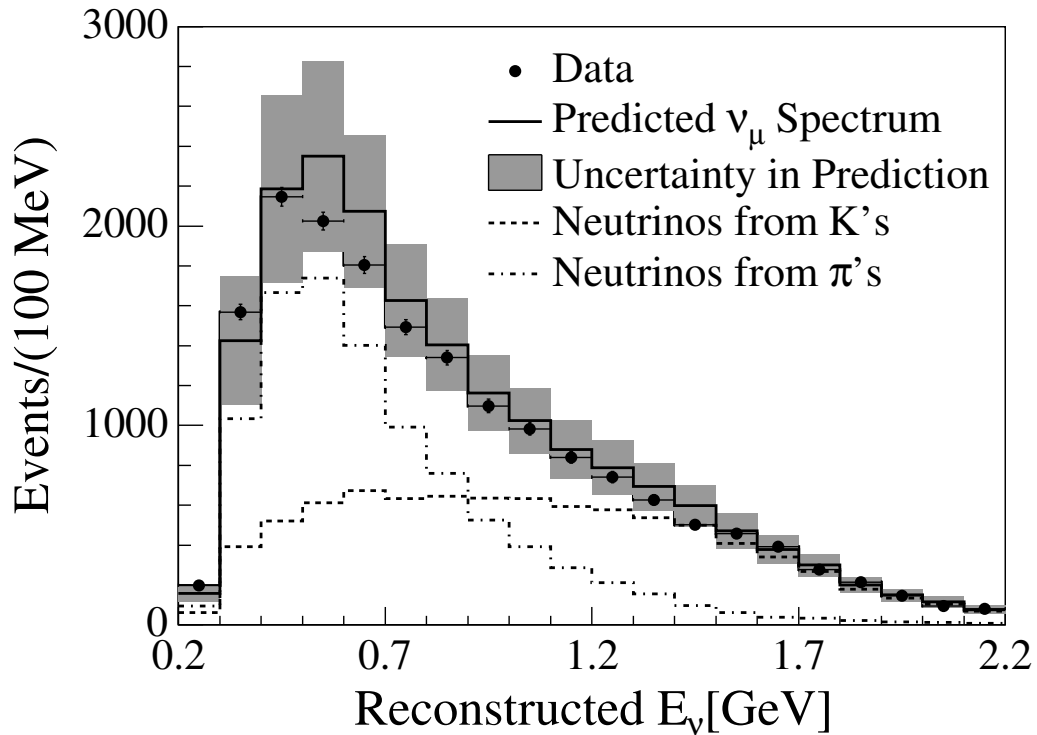 3000
2000
1000
0
Events/(100 MeV)
Data
Predicted νμ Spectrum
Uncertainty in Prediction
Neutrinos from K's
Neutrinos from π's
0.2 0.7 1.2 1.7 2.2
Reconstructed Eν[GeV]